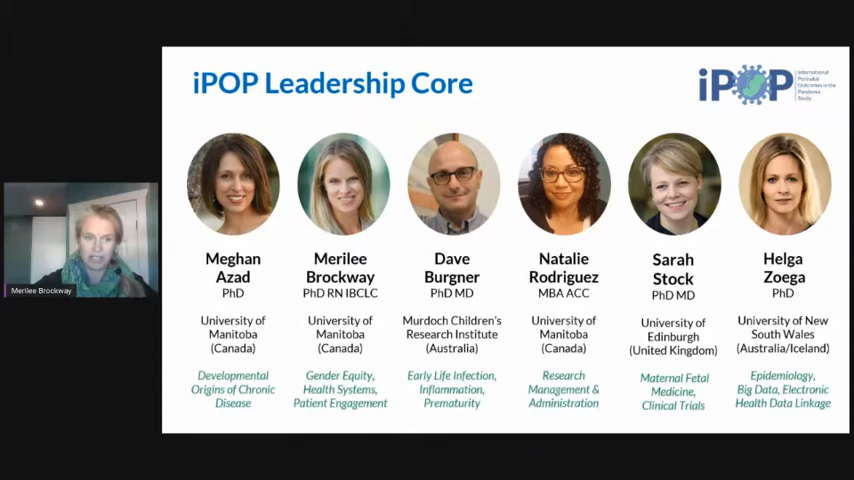 iPOP Leadership Core
iPOP
International
Perinatal
Outcomes in the
Pandemic
Study
Meghan
Azad
PhD
University of
Manitoba
(Canada)
Developmental
Origins of Chronic
Disease
Merilee
Brockway
PhD RN IBCLC
University of
Manitoba
(Canada)
Gender Equity,
Health Systems,
Patient Engagement
Dave
Burgner
PhD MD
Murdoch Children's
Research Institute
(Australia)
Early Life Infection,
Inflammation,
Prematurity
Natalie
Rodriguez
MBA ACC
University of
Manitoba
(Canada)
Research
Management &
Administration
Sarah
Stock
PhD MD
University of
Edinburgh
(United Kingdom)
Maternal Fetal
Medicine,
Clinical Trials
Helga
Zoega
PhD
University of New
South Wales
(Australia/Iceland)
Epidemiology,
Big Data, Electronic
Health Data Linkage
Merilee Brockway